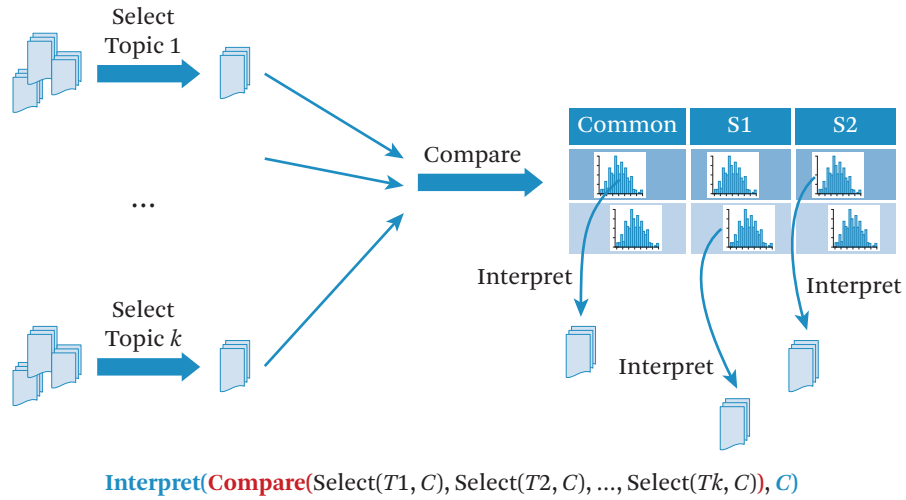 Select
Topic 1
Compare
Common S1 S2
...
Interpret
Interpret
Select
Topic k
Interpret
Interpret(Compare(Select(T1, C), Select(T2, C), ..., Select(Tk, C)), C)